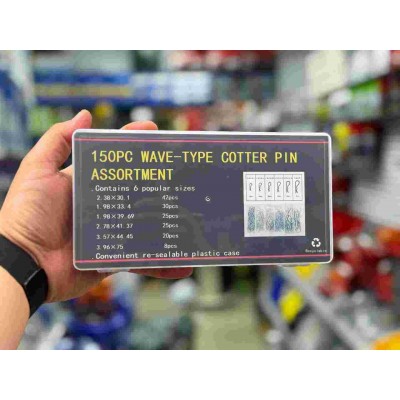 150PC WAVE-TYPE COTTER PIN
ASSORTMENT
Contains 6 popular sizes
2.38×30.1 47pcs
1.98×33.4 30pcs
1.98×39.69 25pcs
2.78×41.37 25pcs
3.57×44.45 20pcs
3.96×75 8pcs
Convenient re-sealable plastic case